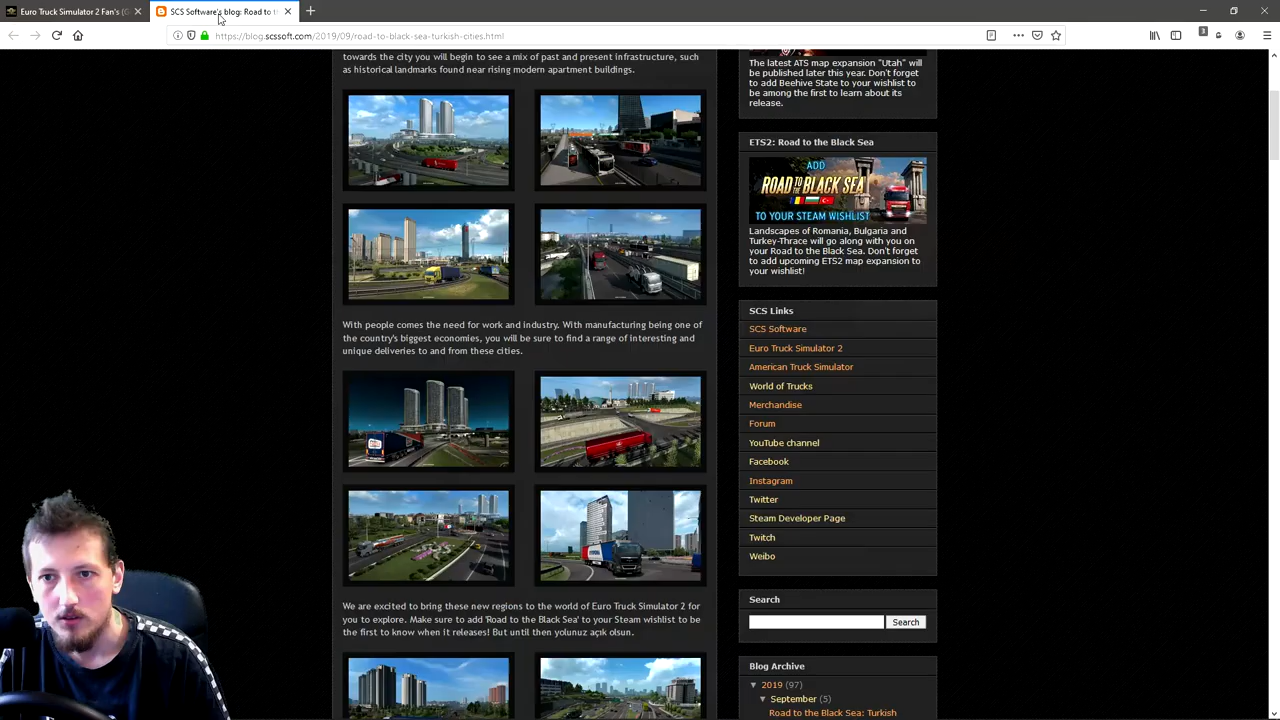 Euro Truck Simulator 2 Fan's (G
SCS Software's blog: Road to t
https://blog.scssoft.com/2019/09/road-to-black-sea-turkish-cities.html
towards the city you will begin to see a mix of past and present infrastructure, such
as historical landmarks found near rising modern apartment buildings.
With people comes the need for work and industry. With manufacturing being one of
the country's biggest economies, you will be sure to find a range of interesting and
unique deliveries to and from these cities.
We are excited to bring these new regions to the world of Euro Truck Simulator 2 for
you to explore. Make sure to add 'Road to the Black Sea' to your Steam wishlist to be
the first to know when it releases! But until then yolunuz açık olsun.
The latest ATS map expansion "Utah" will
be published later this year. Don't forget
to add Beehive State to your wishlist to
be among the first to learn about its
release.
ETS2: Road to the Black Sea
ADD
ROAD TO THE BLACK SEA
TO YOUR STEAM WISHLIST
Landscapes of Romania, Bulgaria and
Turkey-Thrace will go along with you on
your Road to the Black Sea. Don't forget
to add upcoming ETS2 map expansion to
your wishlist!
SCS Links
SCS Software
Euro Truck Simulator 2
American Truck Simulator
World of Trucks
Merchandise
Forum
YouTube channel
Facebook
Instagram
Twitter
Steam Developer Page
Twitch
Weibo
Search
Search
Blog Archive
▼ 2019 (97)
▼ September (5)
Road to the Black Sea: Turkish